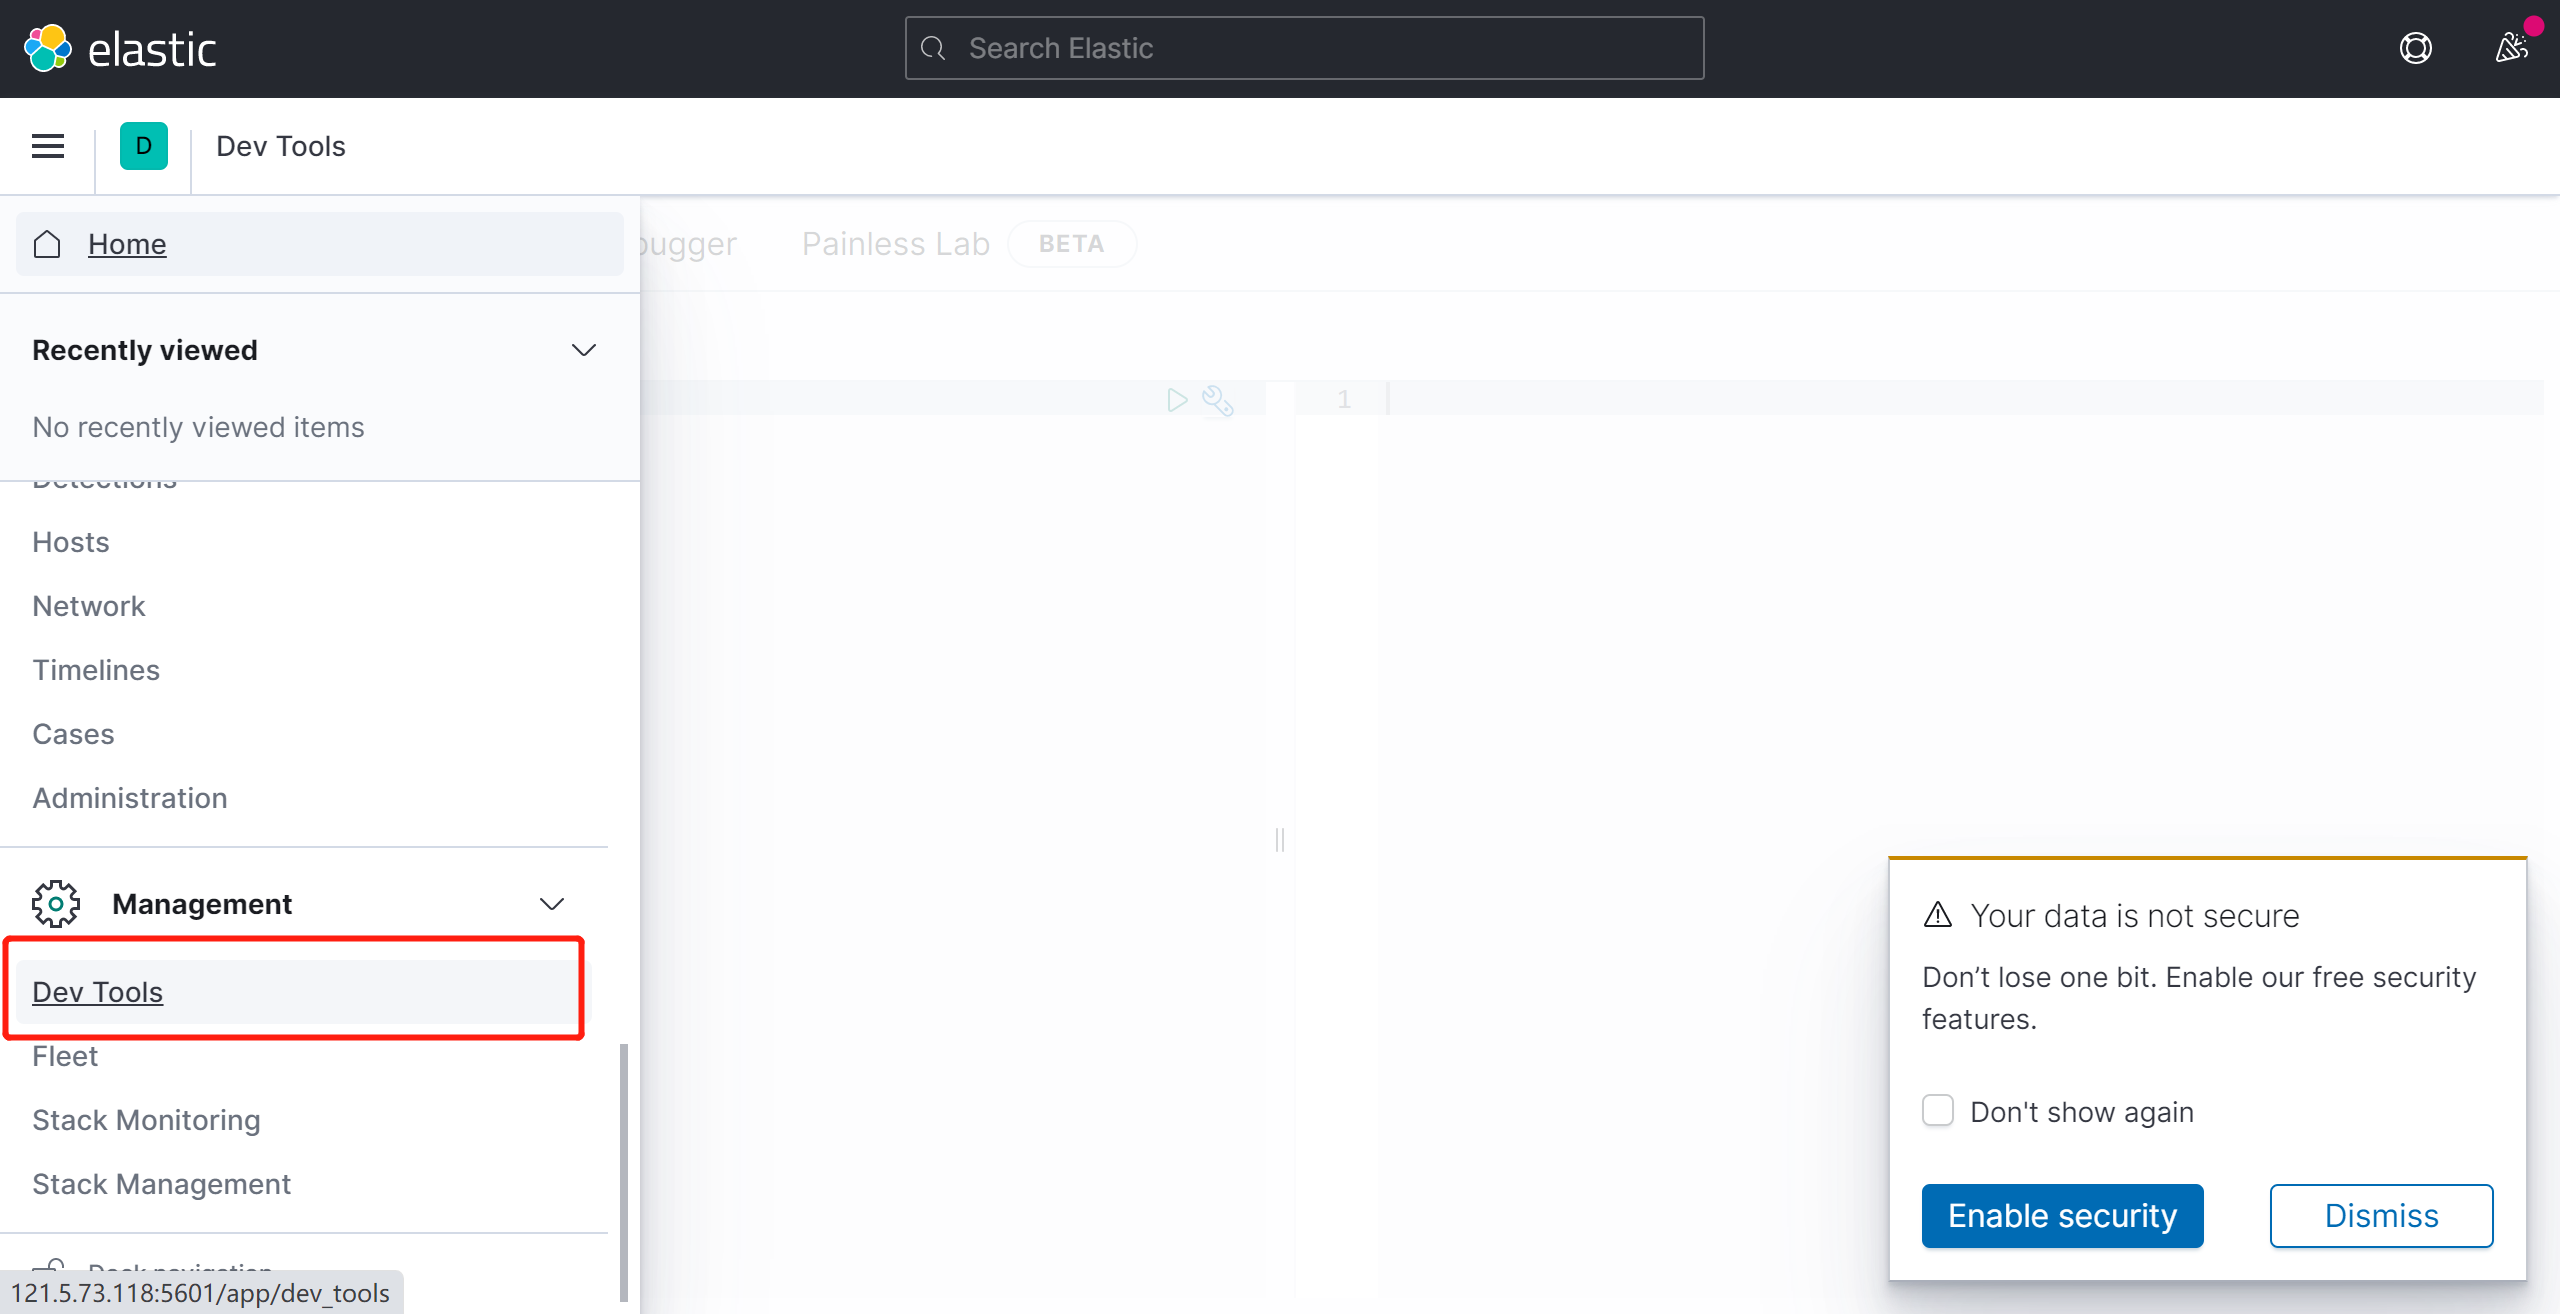 elastic
Search Elastic
D
Dev Tools
Home
bugger
Painless Lab
BETA
Recently viewed
No recently viewed items
1
Detections
Hosts
Network
Timelines
Cases
Administration
Management
Dev Tools
Fleet
Stack Monitoring
Stack Management
Dock navigation
121.5.73.118:5601/app/dev_tools
Your data is not secure
Don’t lose one bit. Enable our free security
features.
Don't show again
Enable security
Dismiss